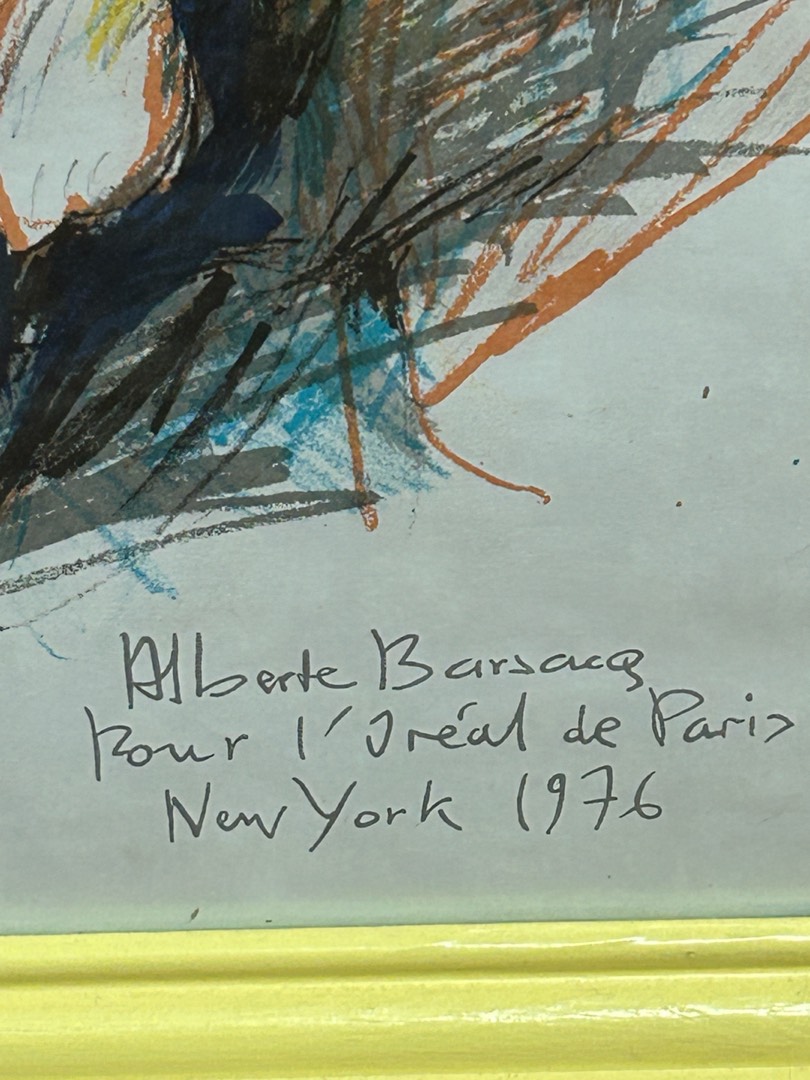 Alberte Barsacq
Pour l'Oréal de Paris
New York 1976